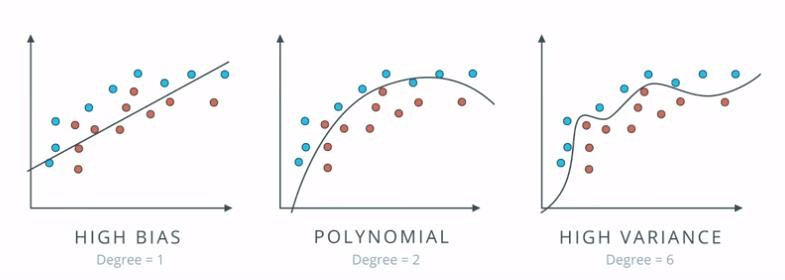 HIGH BIAS
Degree = 1
POLYNOMIAL
Degree = 2
HIGH VARIANCE
Degree = 6